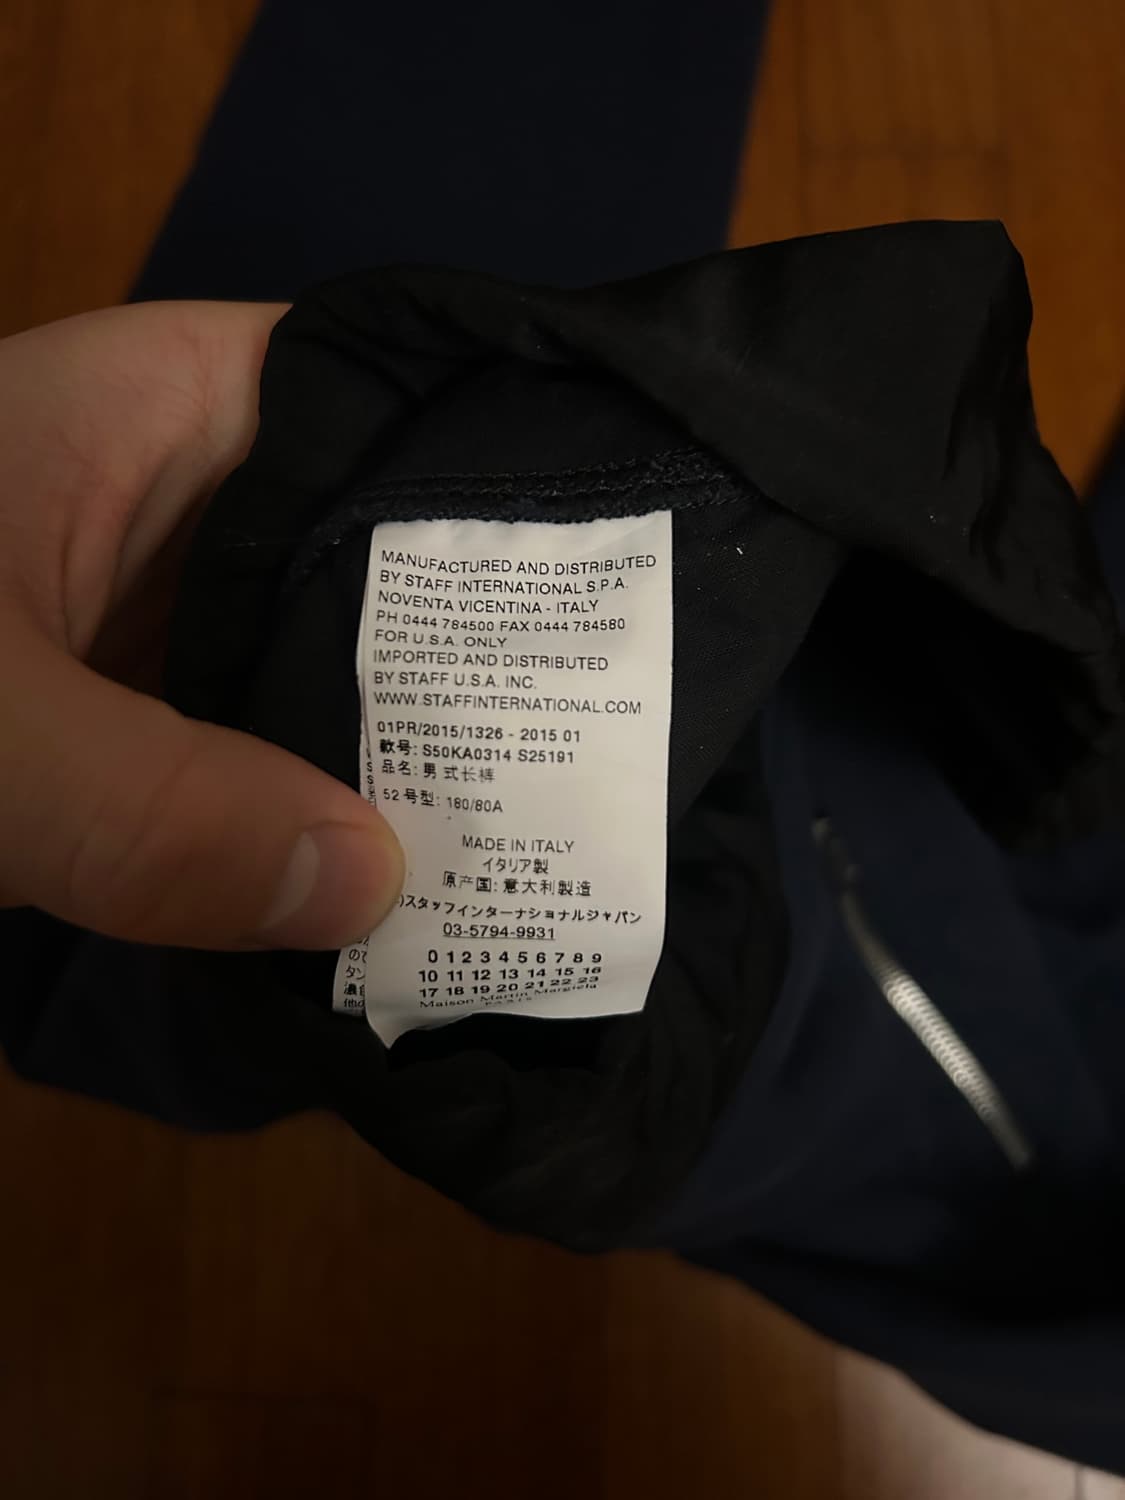 MANUFACTURED AND DISTRIBUTED
BY STAFF INTERNATIONAL S.P.A.
NOVENTA VICENTINA - ITALY
PH 0444 784500 FAX 0444 784580
FOR U.S.A. ONLY
IMPORTED AND DISTRIBUTED
BY STAFF U.S.A. INC.
WWW.STAFFINTERNATIONAL.COM
01PR/2015/1326 - 2015 01
款号: S50KA0314 S25191
品名: 男式长裤
52 号型: 180/80A
MADE IN ITALY
イタリア製
原产国: 意大利製造
)スタッフインターナショナルジャパン
03-5794-9931
0 1 2 3 4 5 6 7 8 9
10 11 12 13 14 15 16
17 18 19 20 21 22 23
Maison Martin Margiela
PARIS